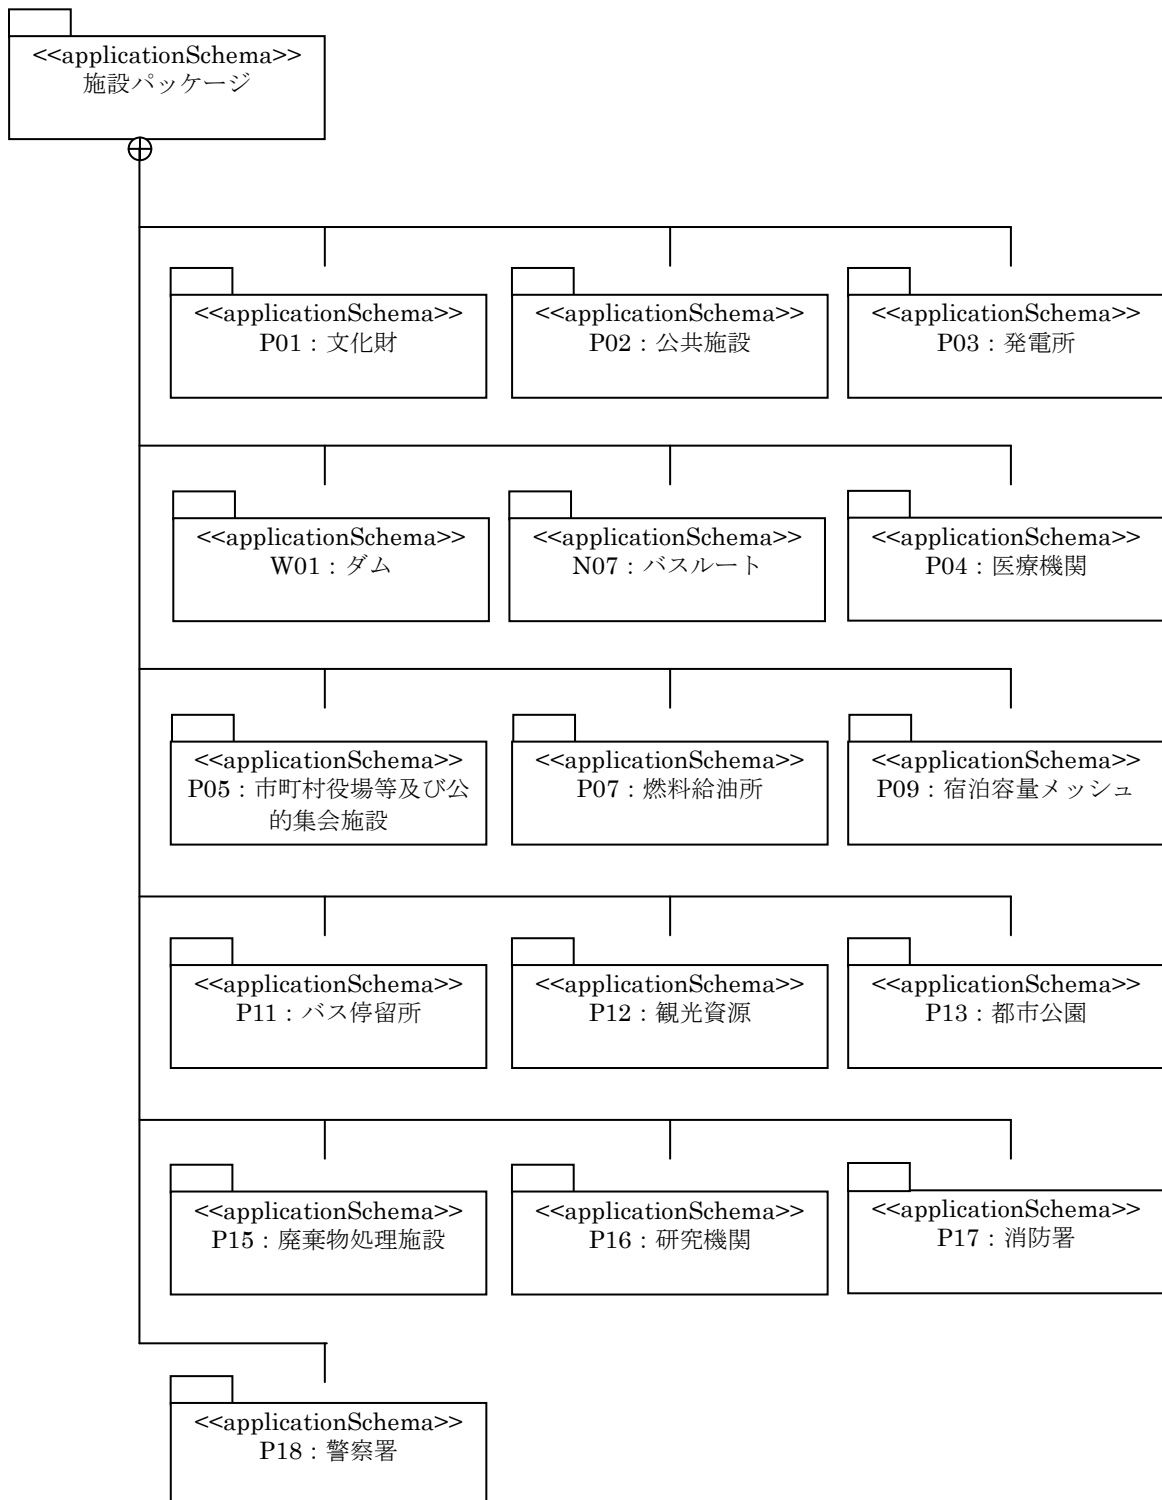 <<applicationSchema>>
施設パッケージ
<<applicationSchema>>
P01：文化財
<<applicationSchema>>
P02：公共施設
<<applicationSchema>>
P03：発電所
<<applicationSchema>>
W01：ダム
<<applicationSchema>>
N07：バスルート
<<applicationSchema>>
P04：医療機関
<<applicationSchema>>
P05：市町村役場等及び公
的集会施設
<<applicationSchema>>
P07：燃料給油所
<<applicationSchema>>
P09：宿泊容量メッシュ
<<applicationSchema>>
P11：バス停留所
<<applicationSchema>>
P12：観光資源
<<applicationSchema>>
P13：都市公園
<<applicationSchema>>
P15：廃棄物処理施設
<<applicationSchema>>
P16：研究機関
<<applicationSchema>>
P17：消防署
<<applicationSchema>>
P18：警察署